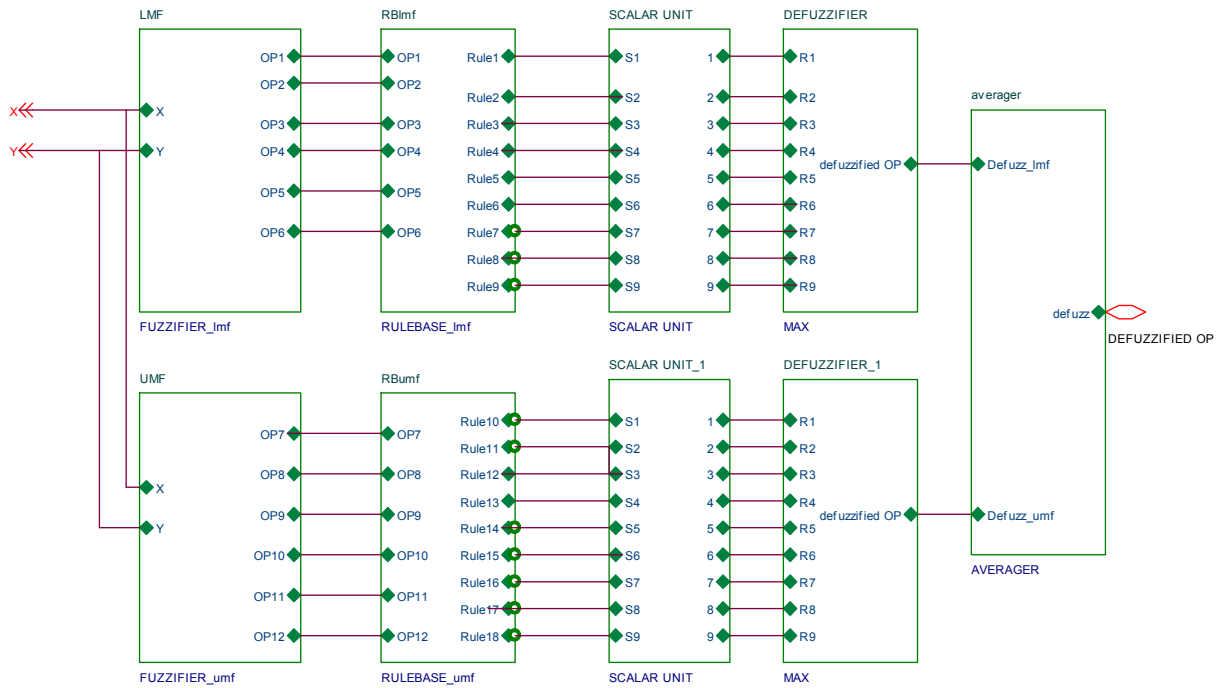 LMF
RBlmf
SCALAR UNIT
DEFUZZIFIER
OP1
OP1
Rule1
S1
1
R1
OP2
OP2
averager
Rule2
S2
2
R2
X
X
OP3
OP3
Rule3
S3
3
R3
Y
Y
OP4
OP4
Rule4
S4
4
R4
defuzzified OP
Defuzz_lmf
Rule5
S5
5
R5
OP5
OP5
Rule6
S6
6
R6
OP6
OP6
Rule7
S7
7
R7
Rule8
S8
8
R8
Rule9
S9
9
R9
defuzz
FUZZIFIER_lmf
RULEBASE_lmf
SCALAR UNIT
MAX
DEFUZZIFIED OP
UMF
RBumf
SCALAR UNIT_1
DEFUZZIFIER_1
Rule10
S1
1
R1
OP7
OP7
Rule11
S2
2
R2
OP8
OP8
Rule12
S3
3
R3
X
Rule13
S4
4
R4
OP9
OP9
defuzzified OP
Defuzz_umf
Y
Rule14
S5
5
R5
OP10
OP10
Rule15
S6
6
R6
AVERAGER
Rule16
S7
7
R7
OP11
OP11
Rule17
S8
8
R8
OP12
OP12
Rule18
S9
9
R9
FUZZIFIER_umf
RULEBASE_umf
SCALAR UNIT
MAX